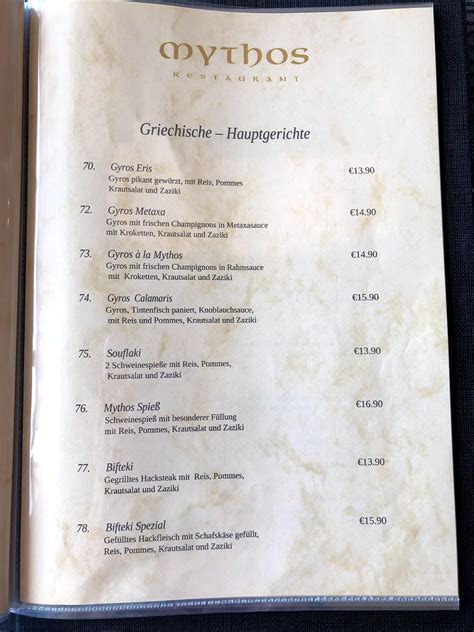 MYTHOS
RESTAURANT
Griechische – Hauptgerichte
70. Gyros Eris €13.90
Gyros pikant gewürzt, mit Reis, Pommes
Krautsalat und Zaziki
72. Gyros Metaxa €14.90
Gyros mit frischen Champignons in Metaxasauce
mit Kroketten, Krautsalat und Zaziki
73. Gyros à la Mythos €14.90
Gyros mit frischen Champignons in Rahmsauce
mit Kroketten, Krautsalat und Zaziki
74. Gyros Calamaris €15.90
Gyros, Tintenfisch paniert, Knoblauchsauce,
mit Reis und Pommes, Krautsalat und Zaziki
75. Souflaki €13.90
2 Schweinespieße mit Reis, Pommes,
Krautsalat und Zaziki
76. Mythos Spieß €16.90
Schweinespieß mit besonderer Füllung
mit Reis, Pommes, Krautsalat und Zaziki
77. Bifteki €13.90
Gegrilltes Hacksteak mit Reis, Pommes,
Krautsalat und Zaziki
78. Bifteki Spezial €15.90
Gefülltes Hackfleisch mit Schafskäse gefüllt,
Reis, Pommes, Krautsalat und Zaziki